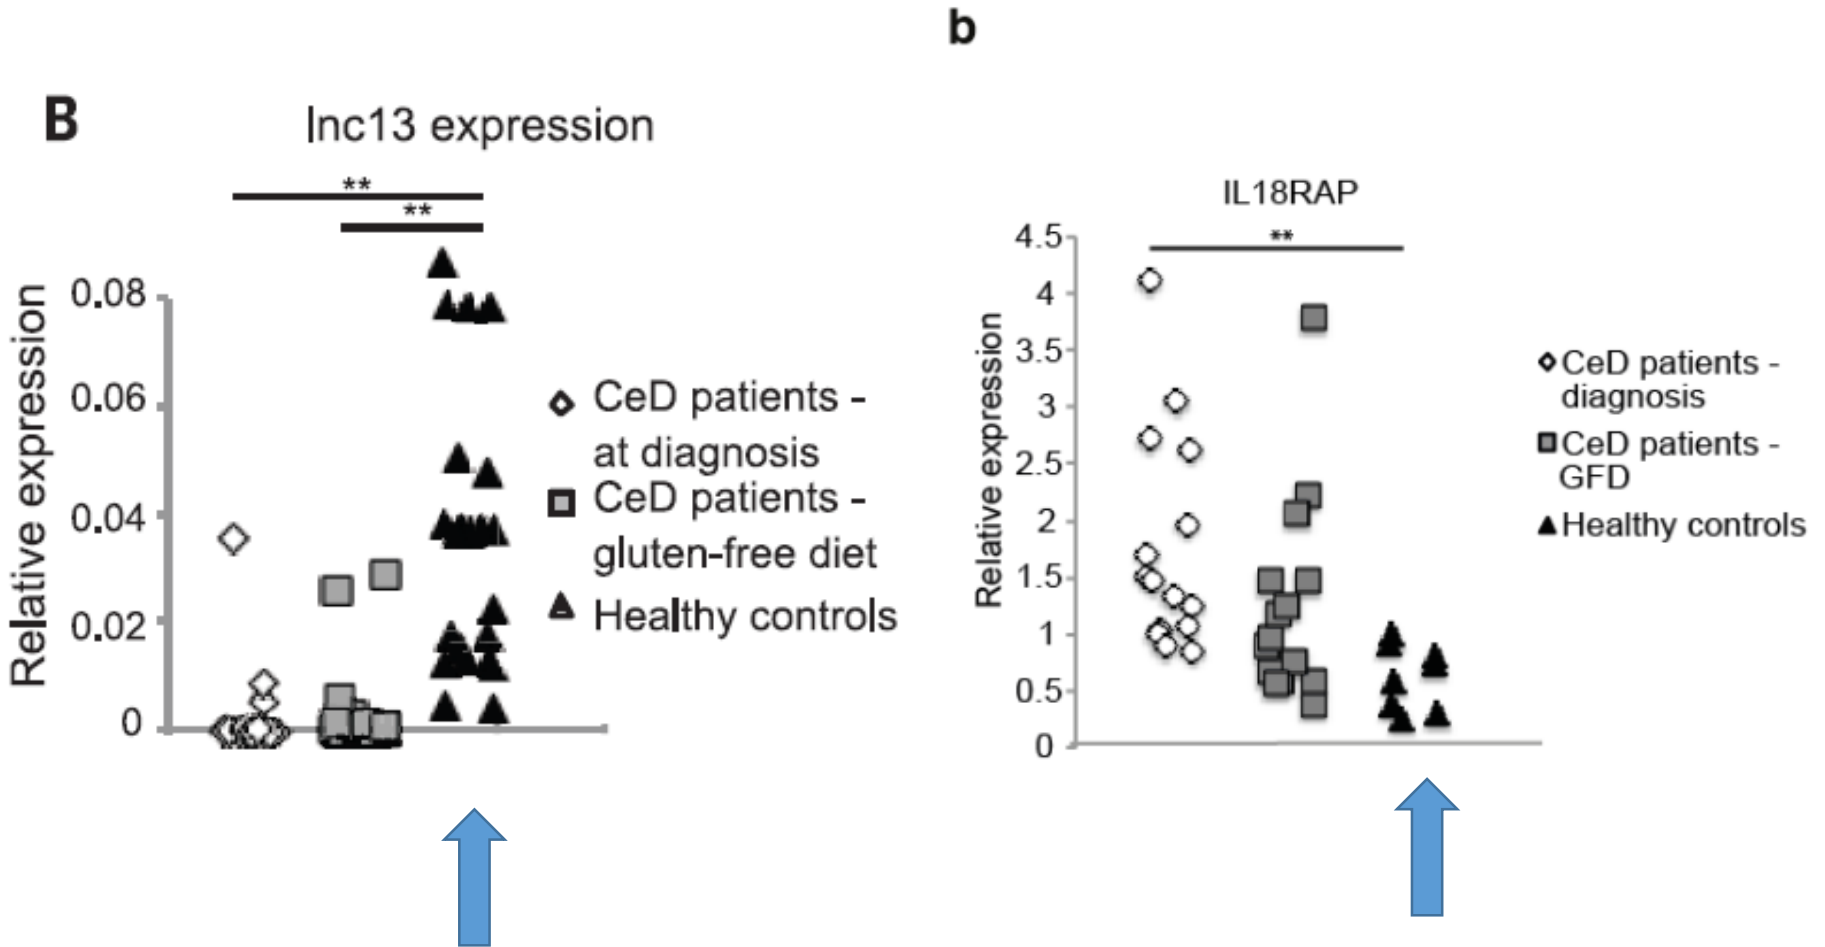 B
lnc13 expression
**
**
Relative expression
0.08
0.06
0.04
0.02
0
CeD patients -
at diagnosis
CeD patients -
gluten-free diet
Healthy controls
b
IL18RAP
**
Relative expression
4.5
4
3.5
3
2.5
2
1.5
1
0.5
0
CeD patients -
diagnosis
CeD patients -
GFD
Healthy controls